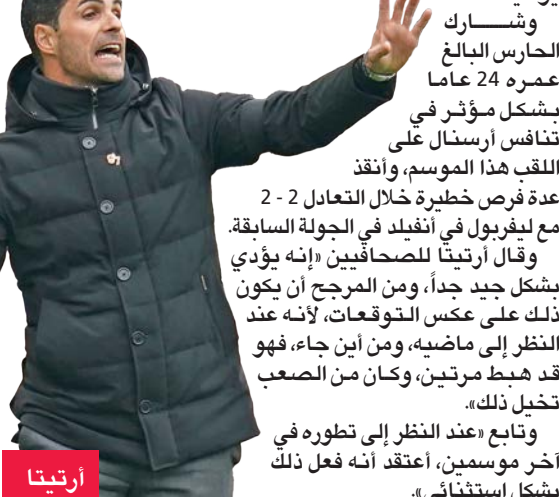 وشـــــارك
الحارس البالغ
عمره 24 عاما
بشكل مؤثر في
تنافس أرسنال على
اللقب هذا الموسم، وأنقذ
عدة فرص خطيرة خلال التعادل 2 - 2
مع ليفربول في أنفيلد في الجولة السابقة.
وقال أرتيتا للصحافيين «إنه يؤدي
بشكل جيد جداً، ومن المرجح أن يكون
ذلك على عكس التوقعات، لأنه عند
النظر إلى ماضيه، ومن أين جاء، فهو
قد هبط مرتين، وكان من الصعب
تخيل ذلك».
وتابع «عند النظر إلى تطوره في
آخر موسمين، أعتقد أنه فعل ذلك
بشكل استثنائي».
أرتيتا